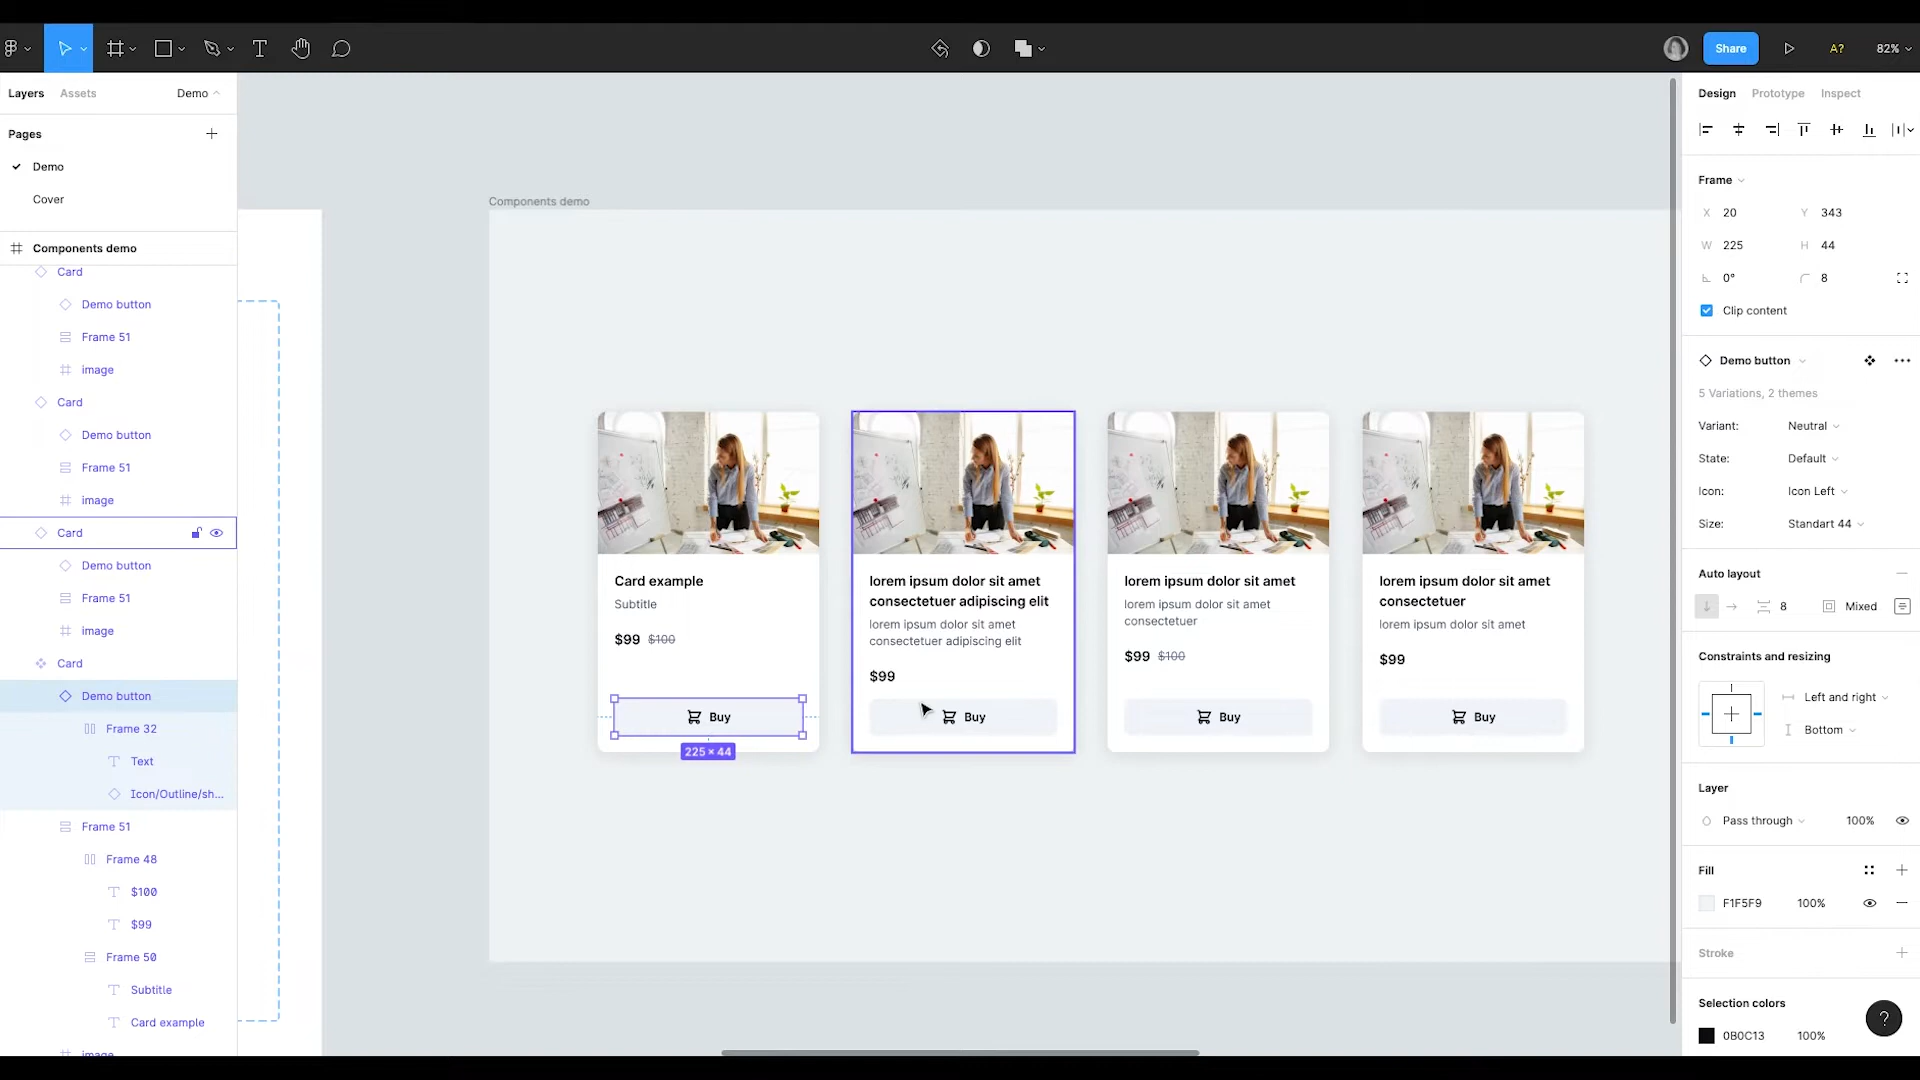 Share
A?
82%
Layers
Assets
Demo
Pages
Demo
Cover
Components demo
Card
Demo button
Frame 51
image
Card
Demo button
Frame 51
image
Card
Demo button
Frame 51
image
Card
Demo button
Frame 32
Text
Icon/Outline/sh...
Frame 51
Frame 48
$100
$99
Frame 50
Subtitle
Card example
image
Components demo
Card example
Subtitle
$99 $100
Buy
225 × 44
lorem ipsum dolor sit amet
consectetuer adipiscing elit
lorem ipsum dolor sit amet
consectetuer adipiscing elit
$99
Buy
lorem ipsum dolor sit amet
lorem ipsum dolor sit amet
consectetuer
$99 $100
Buy
lorem ipsum dolor sit amet
consectetuer
lorem ipsum dolor sit amet
$99
Buy
Design
Prototype
Inspect
Frame
X 20 Y 343
W 225 H 44
0° 8
Clip content
Demo button
5 Variations, 2 themes
Variant: Neutral
State: Default
Icon: Icon Left
Size: Standart 44
Auto layout
8 Mixed
Constraints and resizing
Left and right
Bottom
Layer
Pass through 100%
Fill
F1F5F9 100%
Stroke
Selection colors
0B0C13 100%
?